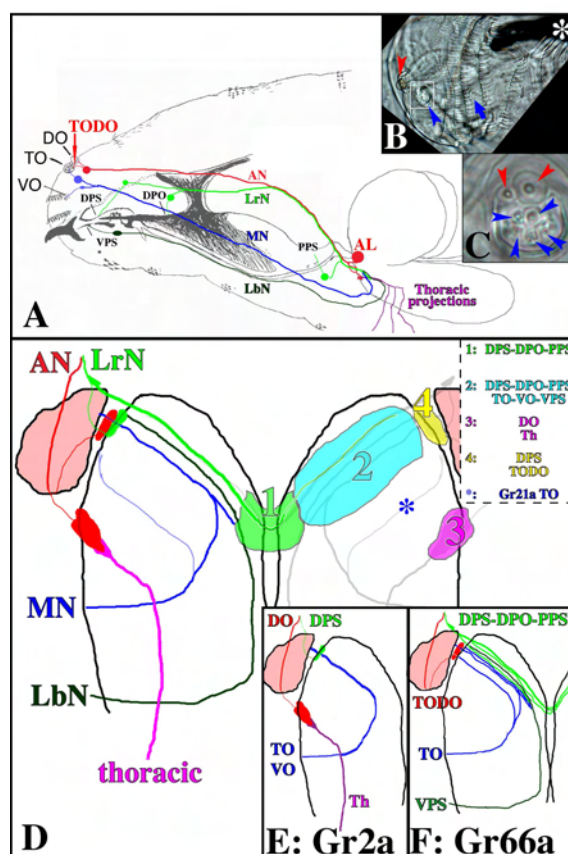 *
B
C
DO
TODO
TO
VO
DPS
DPO
VPS
AN
LrN
MN
PPS
AL
LbN
Thoracic
projections
A
AN
LrN
1
2
*
3
4
MN
LbN
thoracic
D
1: DPS-DPO-PPS
2: DPS-DPO-PPS
TO-VO-VPS
3: DO
Th
4: DPS
TODO
*: Gr21a TO
DO
DPS
TO
VO
Th
E: Gr2a
DPS-DPO-PPS
TODO
TO
VPS
F: Gr66a